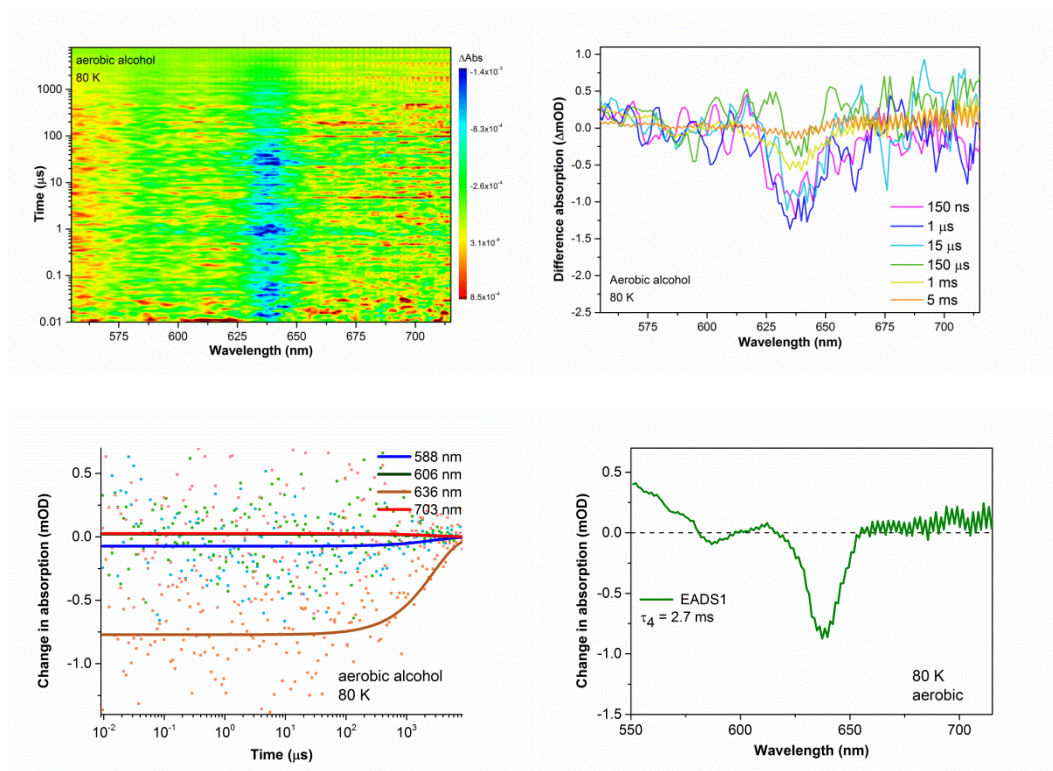 aerobic alcohol
80 K
ΔAbs
-1.4x10⁻³
-8.3x10⁻⁴
-2.6x10⁻⁴
3.1x10⁻⁴
8.5x10⁻⁴
1000
100
10
1
0.1
0.01
Time (μs)
575 600 625 650 675 700
Wavelength (nm)
1.0
0.5
0.0
-0.5
-1.0
-1.5
-2.0
-2.5
Difference absorption (ΔmOD)
150 ns
1 μs
15 μs
150 μs
1 ms
5 ms
Aerobic alcohol
80 K
575 600 625 650 675 700
Wavelength (nm)
0.5
0.0
-0.5
-1.0
Change in absorption (mOD)
588 nm
606 nm
636 nm
703 nm
aerobic alcohol
80 K
10⁻² 10⁻¹ 10⁰ 10¹ 10² 10³
Time (μs)
0.5
0.0
-0.5
-1.0
-1.5
Change in absorption (mOD)
EADS1
τ₄ = 2.7 ms
80 K
aerobic
550 600 650 700
Wavelength (nm)